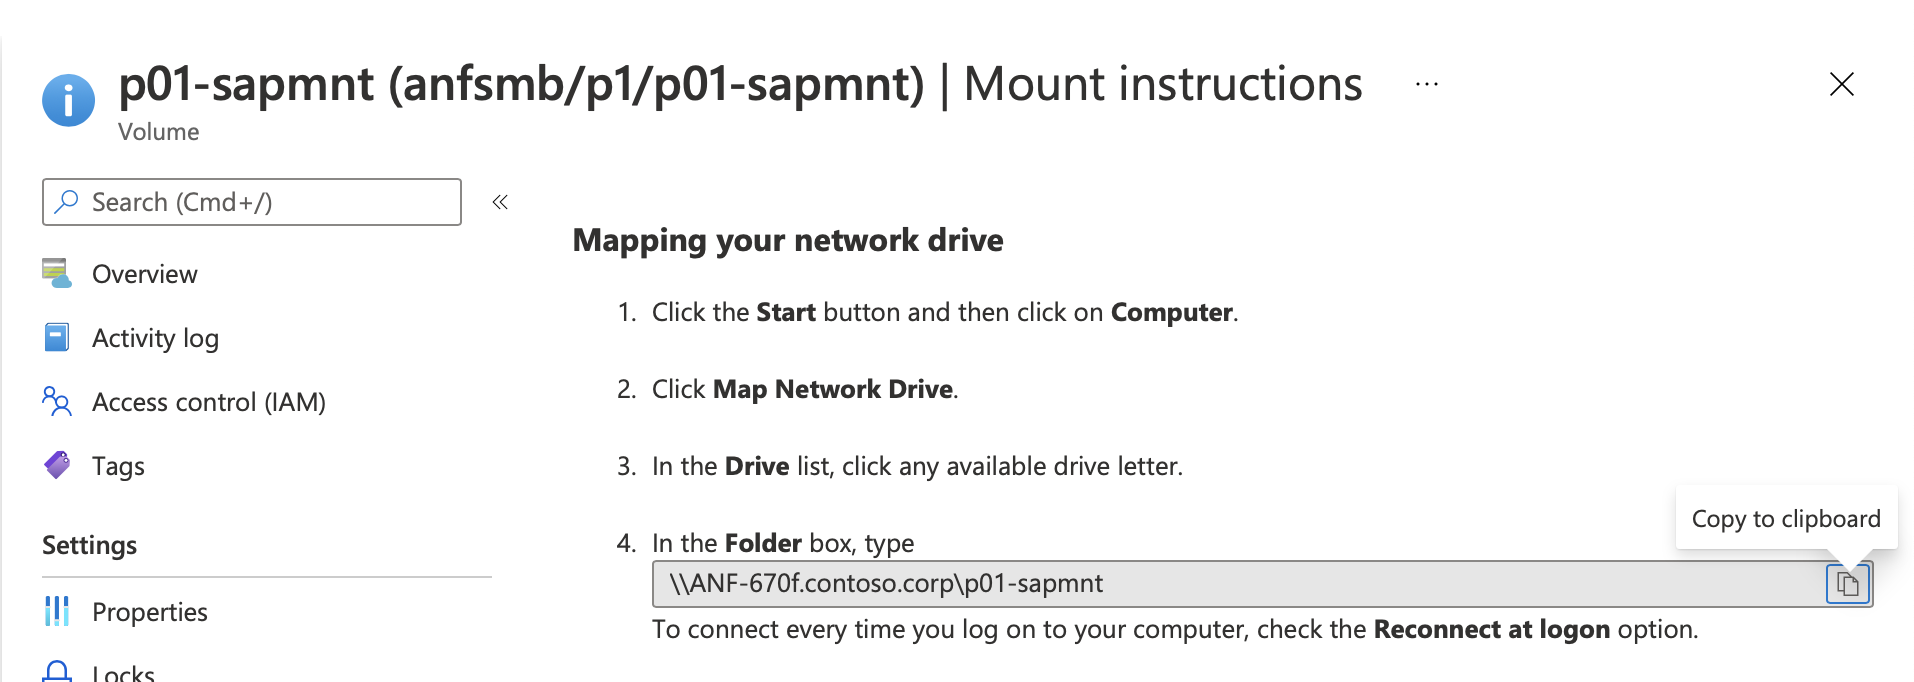 p01-sapmnt (anfsmb/p1/p01-sapmnt) | Mount instructions ...
Volume
Search (Cmd+/)
Overview
Activity log
Access control (IAM)
Tags
Settings
Properties
Locks
Mapping your network drive
1. Click the Start button and then click on Computer.
2. Click Map Network Drive.
3. In the Drive list, click any available drive letter.
Copy to clipboard
4. In the Folder box, type
\\ANF-670f.contoso.corp\p01-sapmnt
To connect every time you log on to your computer, check the Reconnect at logon option.